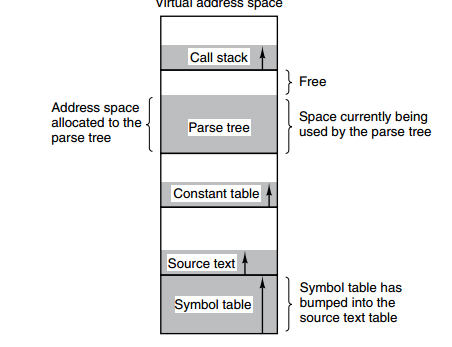 Virtual address space
Call stack
Free
Address space
allocated to the
parse tree
Parse tree
Space currently being
used by the parse tree
Constant table
Source text
Symbol table
Symbol table has
bumped into the
source text table